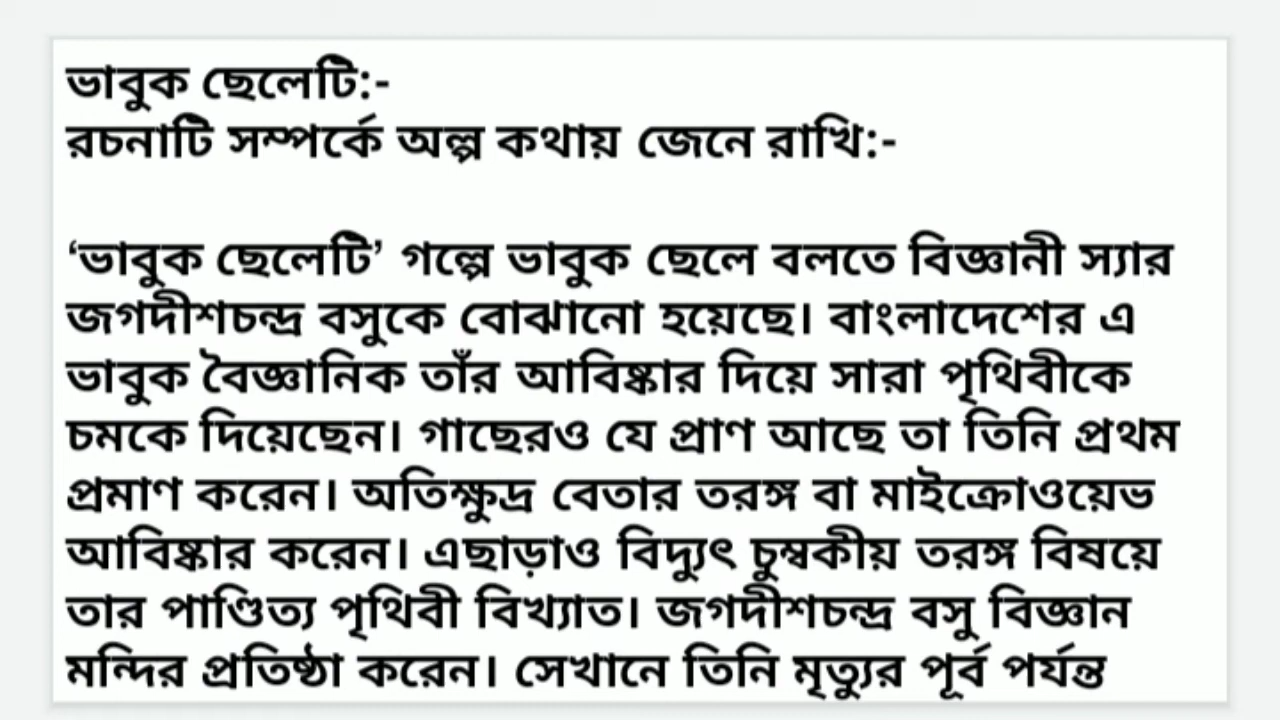 ভাবুক ছেলেটি:-
রচনাটি সম্পর্কে অল্প কথায় জেনে রাখি:-
‘ভাবুক ছেলেটি’ গল্পে ভাবুক ছেলে বলতে বিজ্ঞানী স্যার
জগদীশচন্দ্র বসুকে বোঝানো হয়েছে। বাংলাদেশের এ
ভাবুক বৈজ্ঞানিক তাঁর আবিষ্কার দিয়ে সারা পৃথিবীকে
চমকে দিয়েছেন। গাছেরও যে প্রাণ আছে তা তিনি প্রথম
প্রমাণ করেন। অতিক্ষুদ্র বেতার তরঙ্গ বা মাইক্রোওয়েভ
আবিষ্কার করেন। এছাড়াও বিদ্যুৎ চুম্বকীয় তরঙ্গ বিষয়ে
তার পাণ্ডিত্য পৃথিবী বিখ্যাত। জগদীশচন্দ্র বসু বিজ্ঞান
মন্দির প্রতিষ্ঠা করেন। সেখানে তিনি মৃত্যুর পূর্ব পর্যন্ত